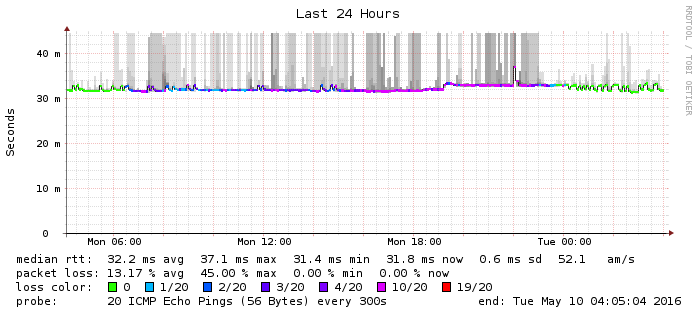 Last 24 Hours
RRDTOOL / TOBI OETIKER
Seconds
40 m
30 m
20 m
10 m
0
Mon 06:00 Mon 12:00 Mon 18:00 Tue 00:00
median rtt: 32.2 ms avg 37.1 ms max 31.4 ms min 31.8 ms now 0.6 ms sd 52.1 am/s
packet loss: 13.17 % avg 45.00 % max 0.00 % min 0.00 % now
loss color: 0 1/20 2/20 3/20 4/20 10/20 19/20
probe: 20 ICMP Echo Pings (56 Bytes) every 300s end: Tue May 10 04:05:04 2016